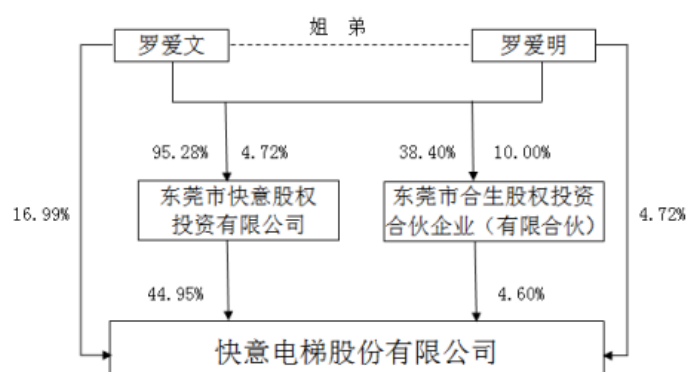 姐 弟
罗爱文
罗爱明
95.28% 4.72%
38.40% 10.00%
16.99%
东莞市快意股权
投资有限公司
东莞市合生股权投资
合伙企业（有限合伙）
4.72%
44.95%
4.60%
快意电梯股份有限公司